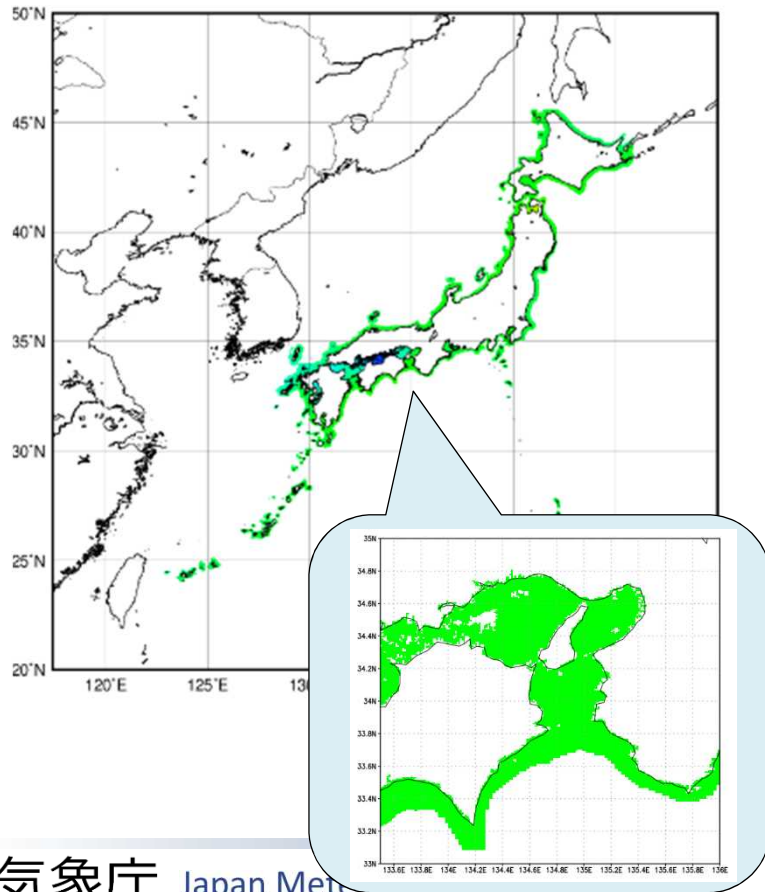 50°N
45°N
40°N
35°N
30°N
25°N
20°N
120°E 125°E 130
35N
34.8N
34.6N
34.4N
34.2N
34N
33.8N
33.6N
33.4N
33.2N
33N
133.6E 133.8E 134E 134.2E 134.4E 134.6E 134.8E 135E 135.2E 135.4E 135.6E 135.8E 136E
気象庁 Japan Mete